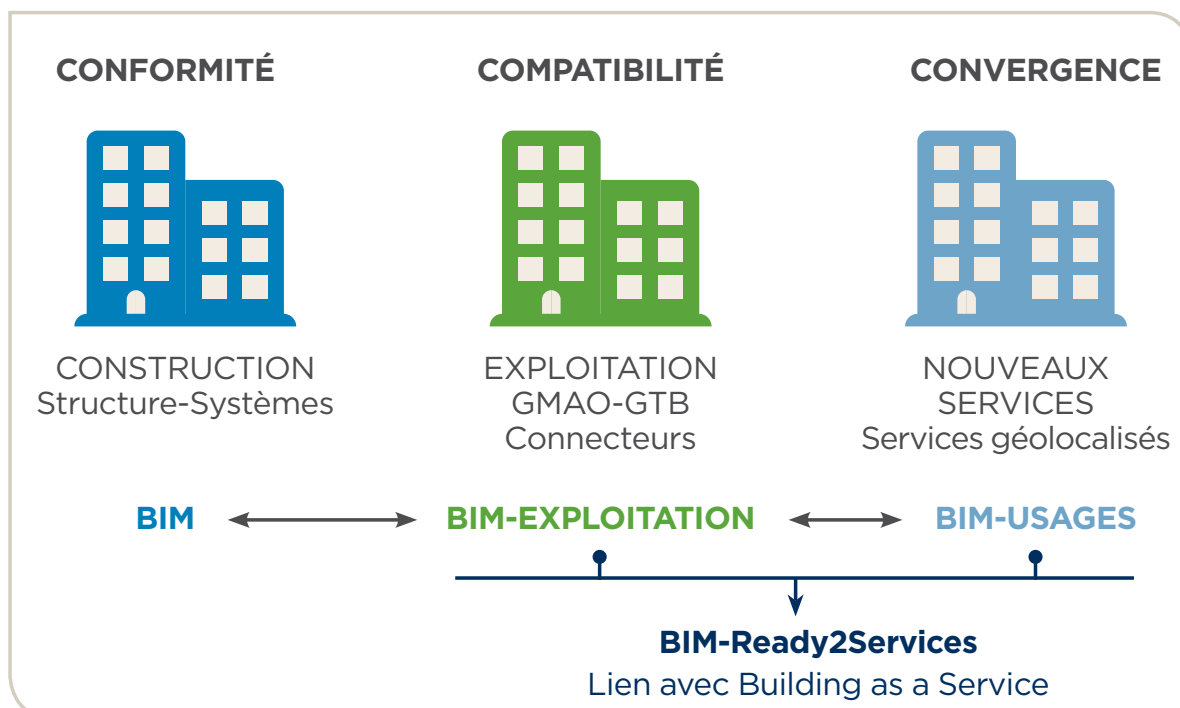 CONFORMITÉ
CONSTRUCTION
Structure-Systèmes
COMPATIBILITÉ
EXPLOITATION
GMAO-GTB
Connecteurs
CONVERGENCE
NOUVEAUX
SERVICES
Services géolocalisés
BIM
BIM-EXPLOITATION
BIM-USAGES
BIM-Ready2Services
Lien avec Building as a Service